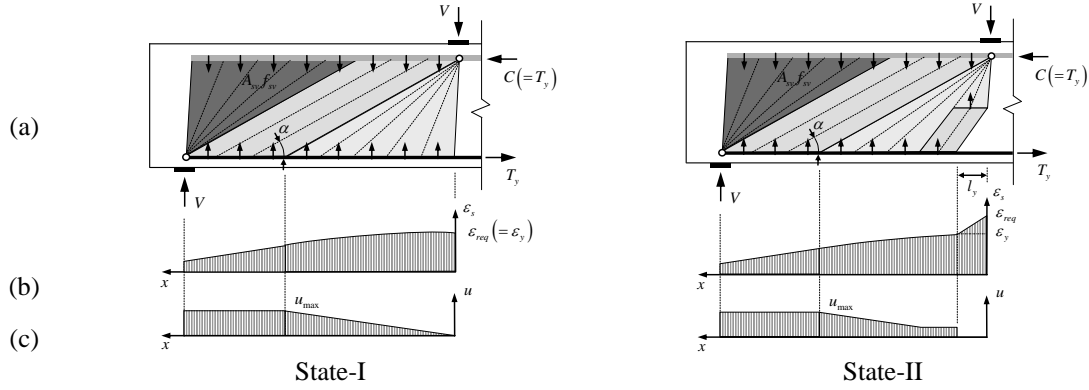 V
V
A_sv f_sv
A_sv f_sv
C(=T_y)
C(=T_y)
(a)
α
α
T_y
T_y
V
l_y
V
ε_s
ε_s
ε_req(=ε_y)
ε_req
ε_y
(b)
x
x
u_max
u
u_max
u
(c)
x
x
State-I
State-II